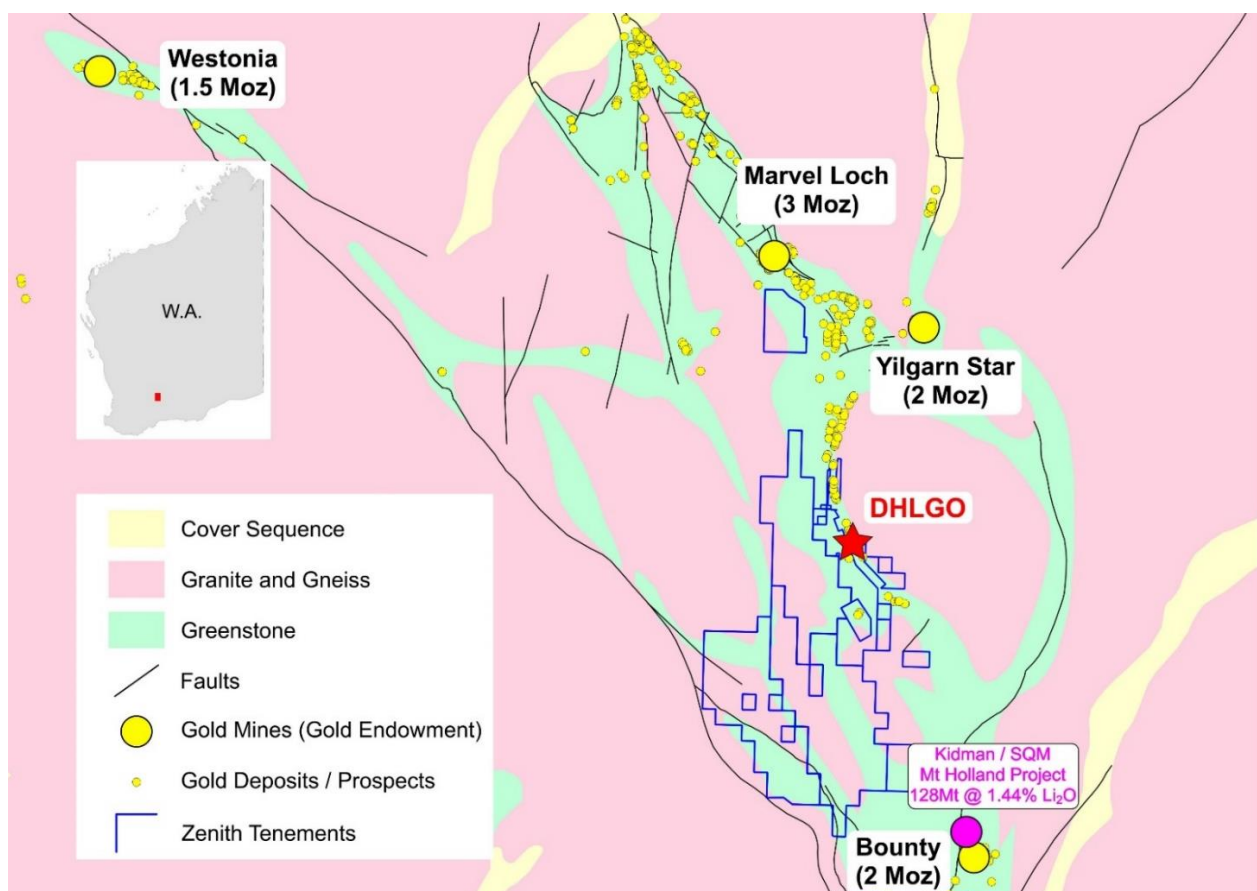 Westonia
(1.5 Moz)
Marvel Loch
(3 Moz)
W.A.
Yilgarn Star
(2 Moz)
DHLGO
Cover Sequence
Granite and Gneiss
Greenstone
Faults
Gold Mines (Gold Endowment)
Gold Deposits / Prospects
Zenith Tenements
Kidman / SQM
Mt Holland Project
128Mt @ 1.44% Li₂O
Bounty
(2 Moz)